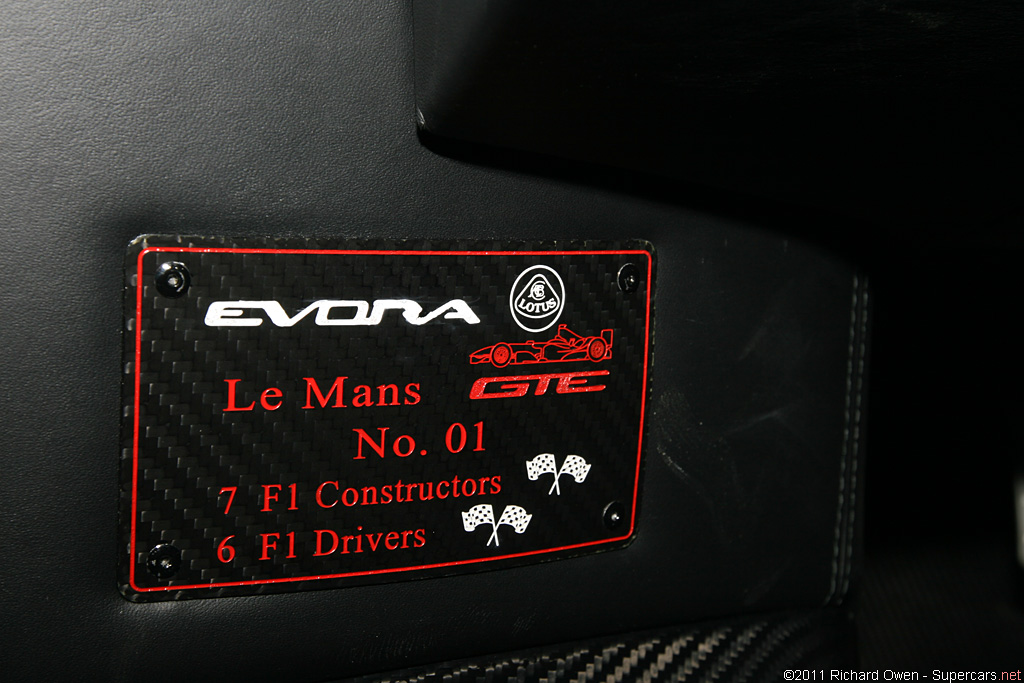 EVORA
LOTUS
GTE
Le Mans
No. 01
7 F1 Constructors
6 F1 Drivers
©2011 Richard Owen - Supercars.net